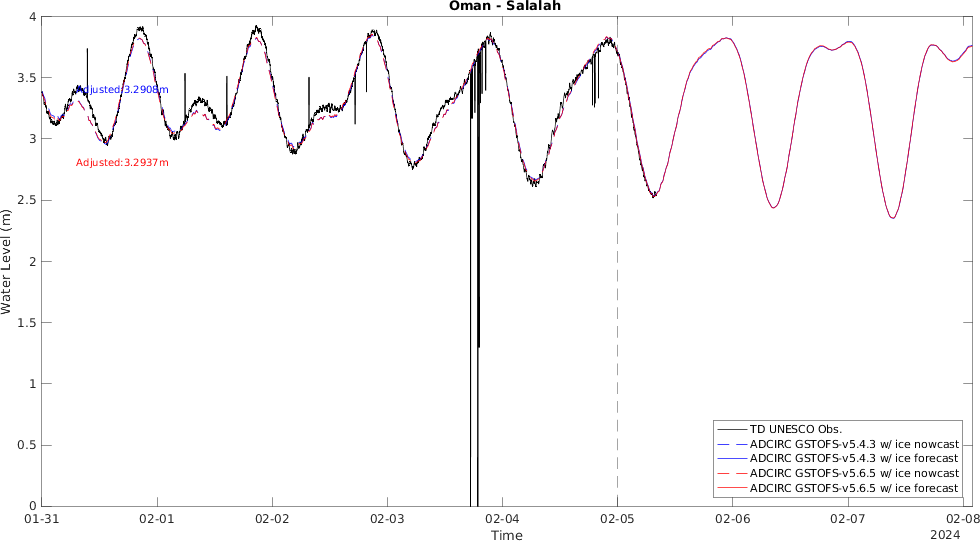 Oman - Salalah
4
3.5
3
2.5
2
1.5
1
0.5
0
Water Level (m)
Adjusted:3.2908m
Adjusted:3.2937m
TD UNESCO Obs.
ADCIRC GSTOFS-v5.4.3 w/ ice nowcast
ADCIRC GSTOFS-v5.4.3 w/ ice forecast
ADCIRC GSTOFS-v5.6.5 w/ ice nowcast
ADCIRC GSTOFS-v5.6.5 w/ ice forecast
01-31 02-01 02-02 02-03 02-04 02-05 02-06 02-07 02-08
Time
2024